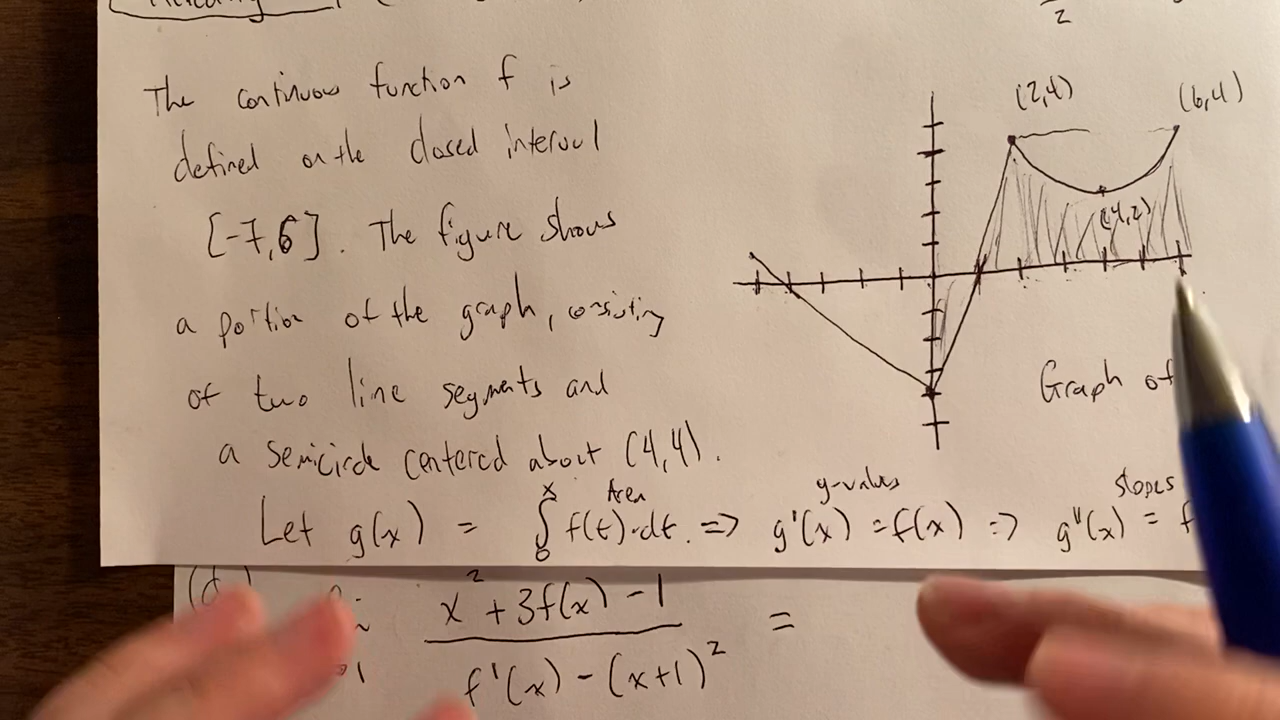 2
The continuous function f is
defined on the closed interval
[-7,6]. The figure shows
a portion of the graph, consisting
of two line segments and
a semicircle centered about (4,4).
(2,4)
(6,4)
(4,2)
Graph of
Area
y-values
slopes
Let g(x) = ∫₀ˣ f(t)·dt. => g'(x) = f(x) => g''(x) = f
x² + 3f(x) - 1
=
f'(x) - (x+1)²